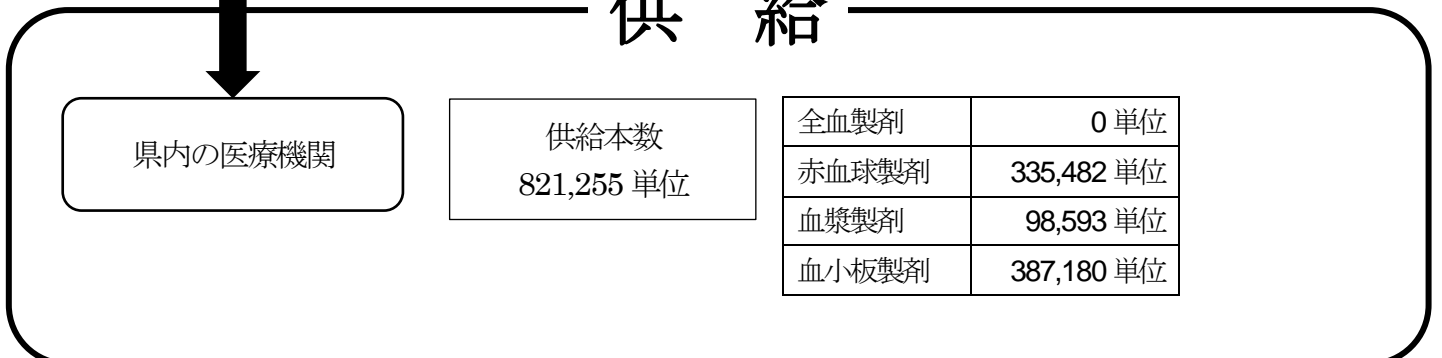 供 給
県内の医療機関
供給本数
821,255 単位
全血製剤 0 単位
赤血球製剤 335,482 単位
血漿製剤 98,593 単位
血小板製剤 387,180 単位